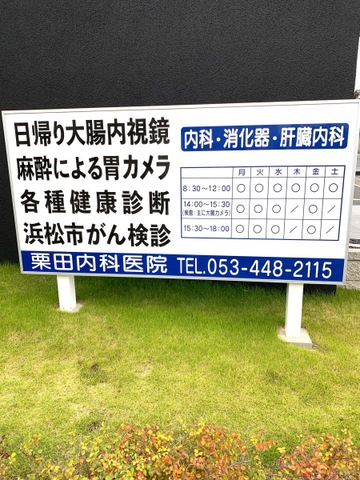 日帰り大腸内視鏡
麻酔による胃カメラ
各種健康診断
浜松市がん検診
内科・消化器・肝臓内科
月 火 水 木 金 土
8:30～12:00 ○ ○ ○ ○ ○ ○
14:00～15:30 (検査：主に大腸カメラ) ○ ○ ○ ／ ○ ／
15:30～18:00 ○ ○ ○ ／ ○ ／
栗田内科医院 TEL.053-448-2115